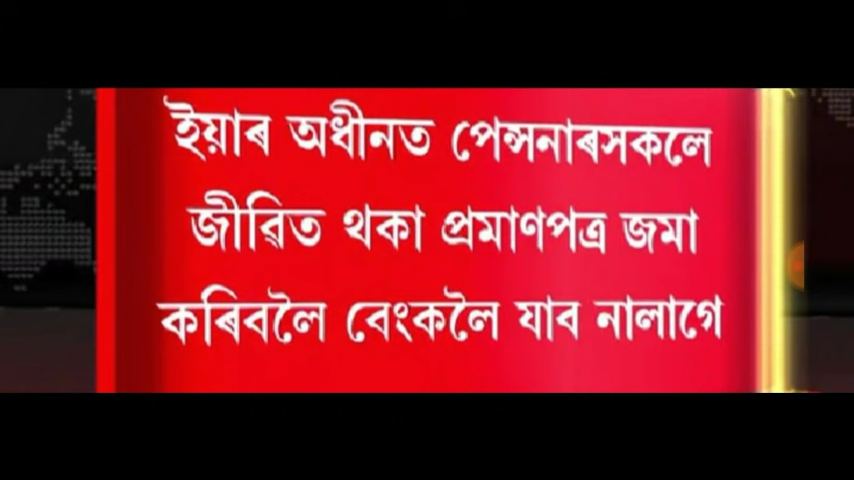 ইয়াৰ অধীনত পেন্সনাৰসকলে
জীৱিত থকা প্ৰমাণপত্ৰ জমা
কৰিবলৈ বেংকলৈ যাব নালাগে